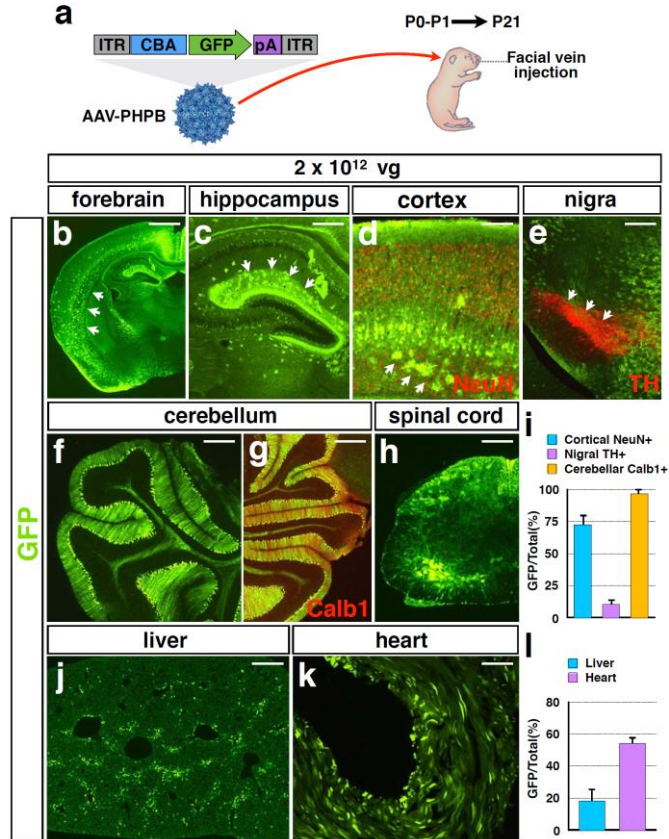 a
ITR CBA GFP pA ITR
AAV-PHPB
P0-P1 P21
Facial vein
injection
2 x 10¹² vg
forebrain hippocampus cortex nigra
GFP
b c d e
NeuN TH
cerebellum spinal cord
f g h i
Calb1
Cortical NeuN+
Nigral TH+
Cerebellar Calb1+
GFP/Total(%)
100
75
50
25
0
liver heart
j k l
Liver
Heart
GFP/Total(%)
80
60
40
20
0